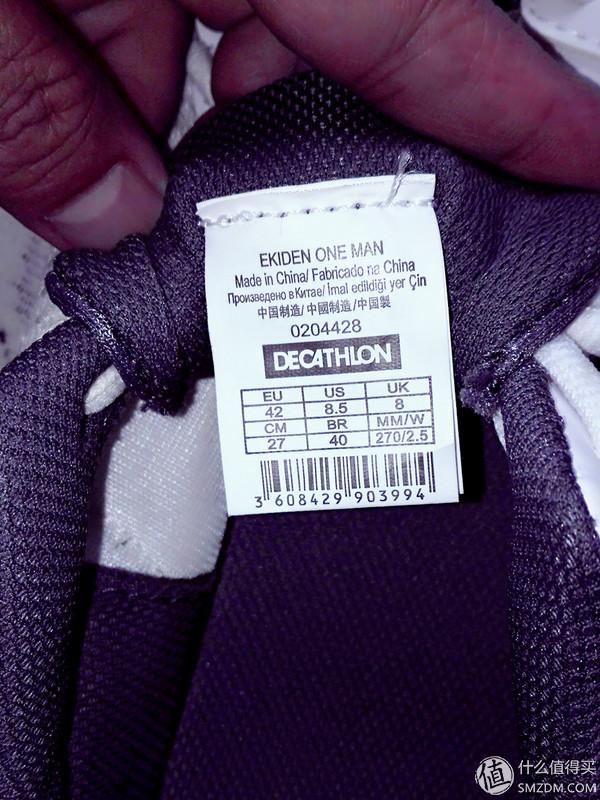 EKIDEN ONE MAN
Made in China/ Fabricado na China
Произведено в Китае/ İmal edildiği yer Çin
中国制造/ 中國制造/中国製
0204428
DECATHLON
EU US UK
42 8.5 8
CM BR MM/W
27 40 270/2.5
3 608429 903994
值 什么值得买
SMZDM.COM